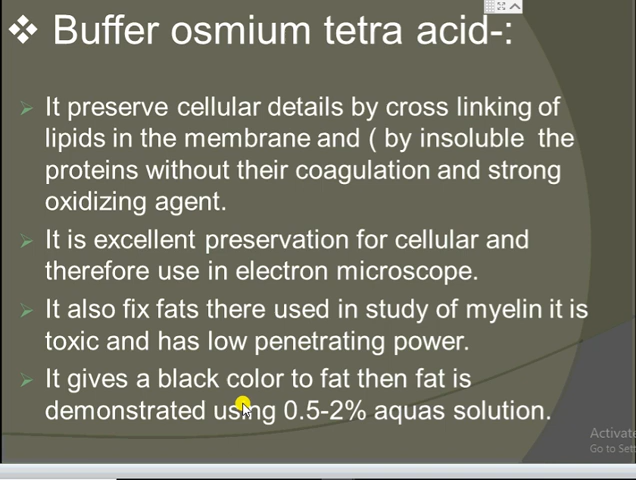 ❖ Buffer osmium tetra acid-:
➢ It preserve cellular details by cross linking of
lipids in the membrane and ( by insoluble the
proteins without their coagulation and strong
oxidizing agent.
➢ It is excellent preservation for cellular and
therefore use in electron microscope.
➢ It also fix fats there used in study of myelin it is
toxic and has low penetrating power.
➢ It gives a black color to fat then fat is
demonstrated using 0.5-2% aquas solution.
Activate
Go to Set